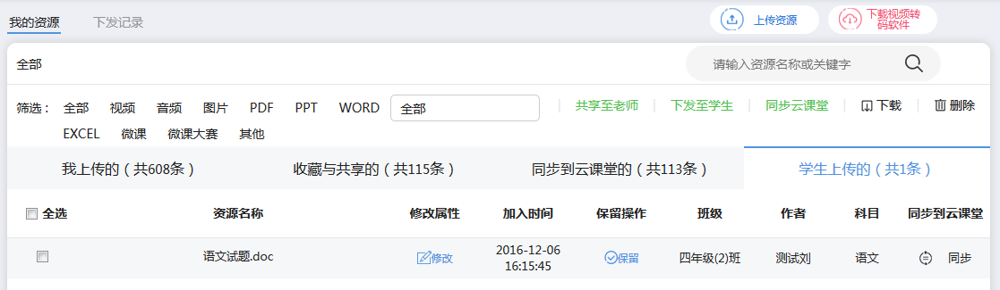 我的资源
下发记录
上传资源
下载视频转
码软件
全部
请输入资源名称或关键字
筛选： 全部 视频 音频 图片 PDF PPT WORD 全部 共享至老师 下发至学生 同步云课堂 下载 删除
EXCEL 微课 微课大赛 其他
我上传的（共608条） 收藏与共享的（共115条） 同步到云课堂的（共113条） 学生上传的（共1条）
全选 资源名称 修改属性 加入时间 保留操作 班级 作者 科目 同步到云课堂
语文试题.doc 修改 2016-12-06
16:15:45 保留 四年级(2)班 测试刘 语文 同步